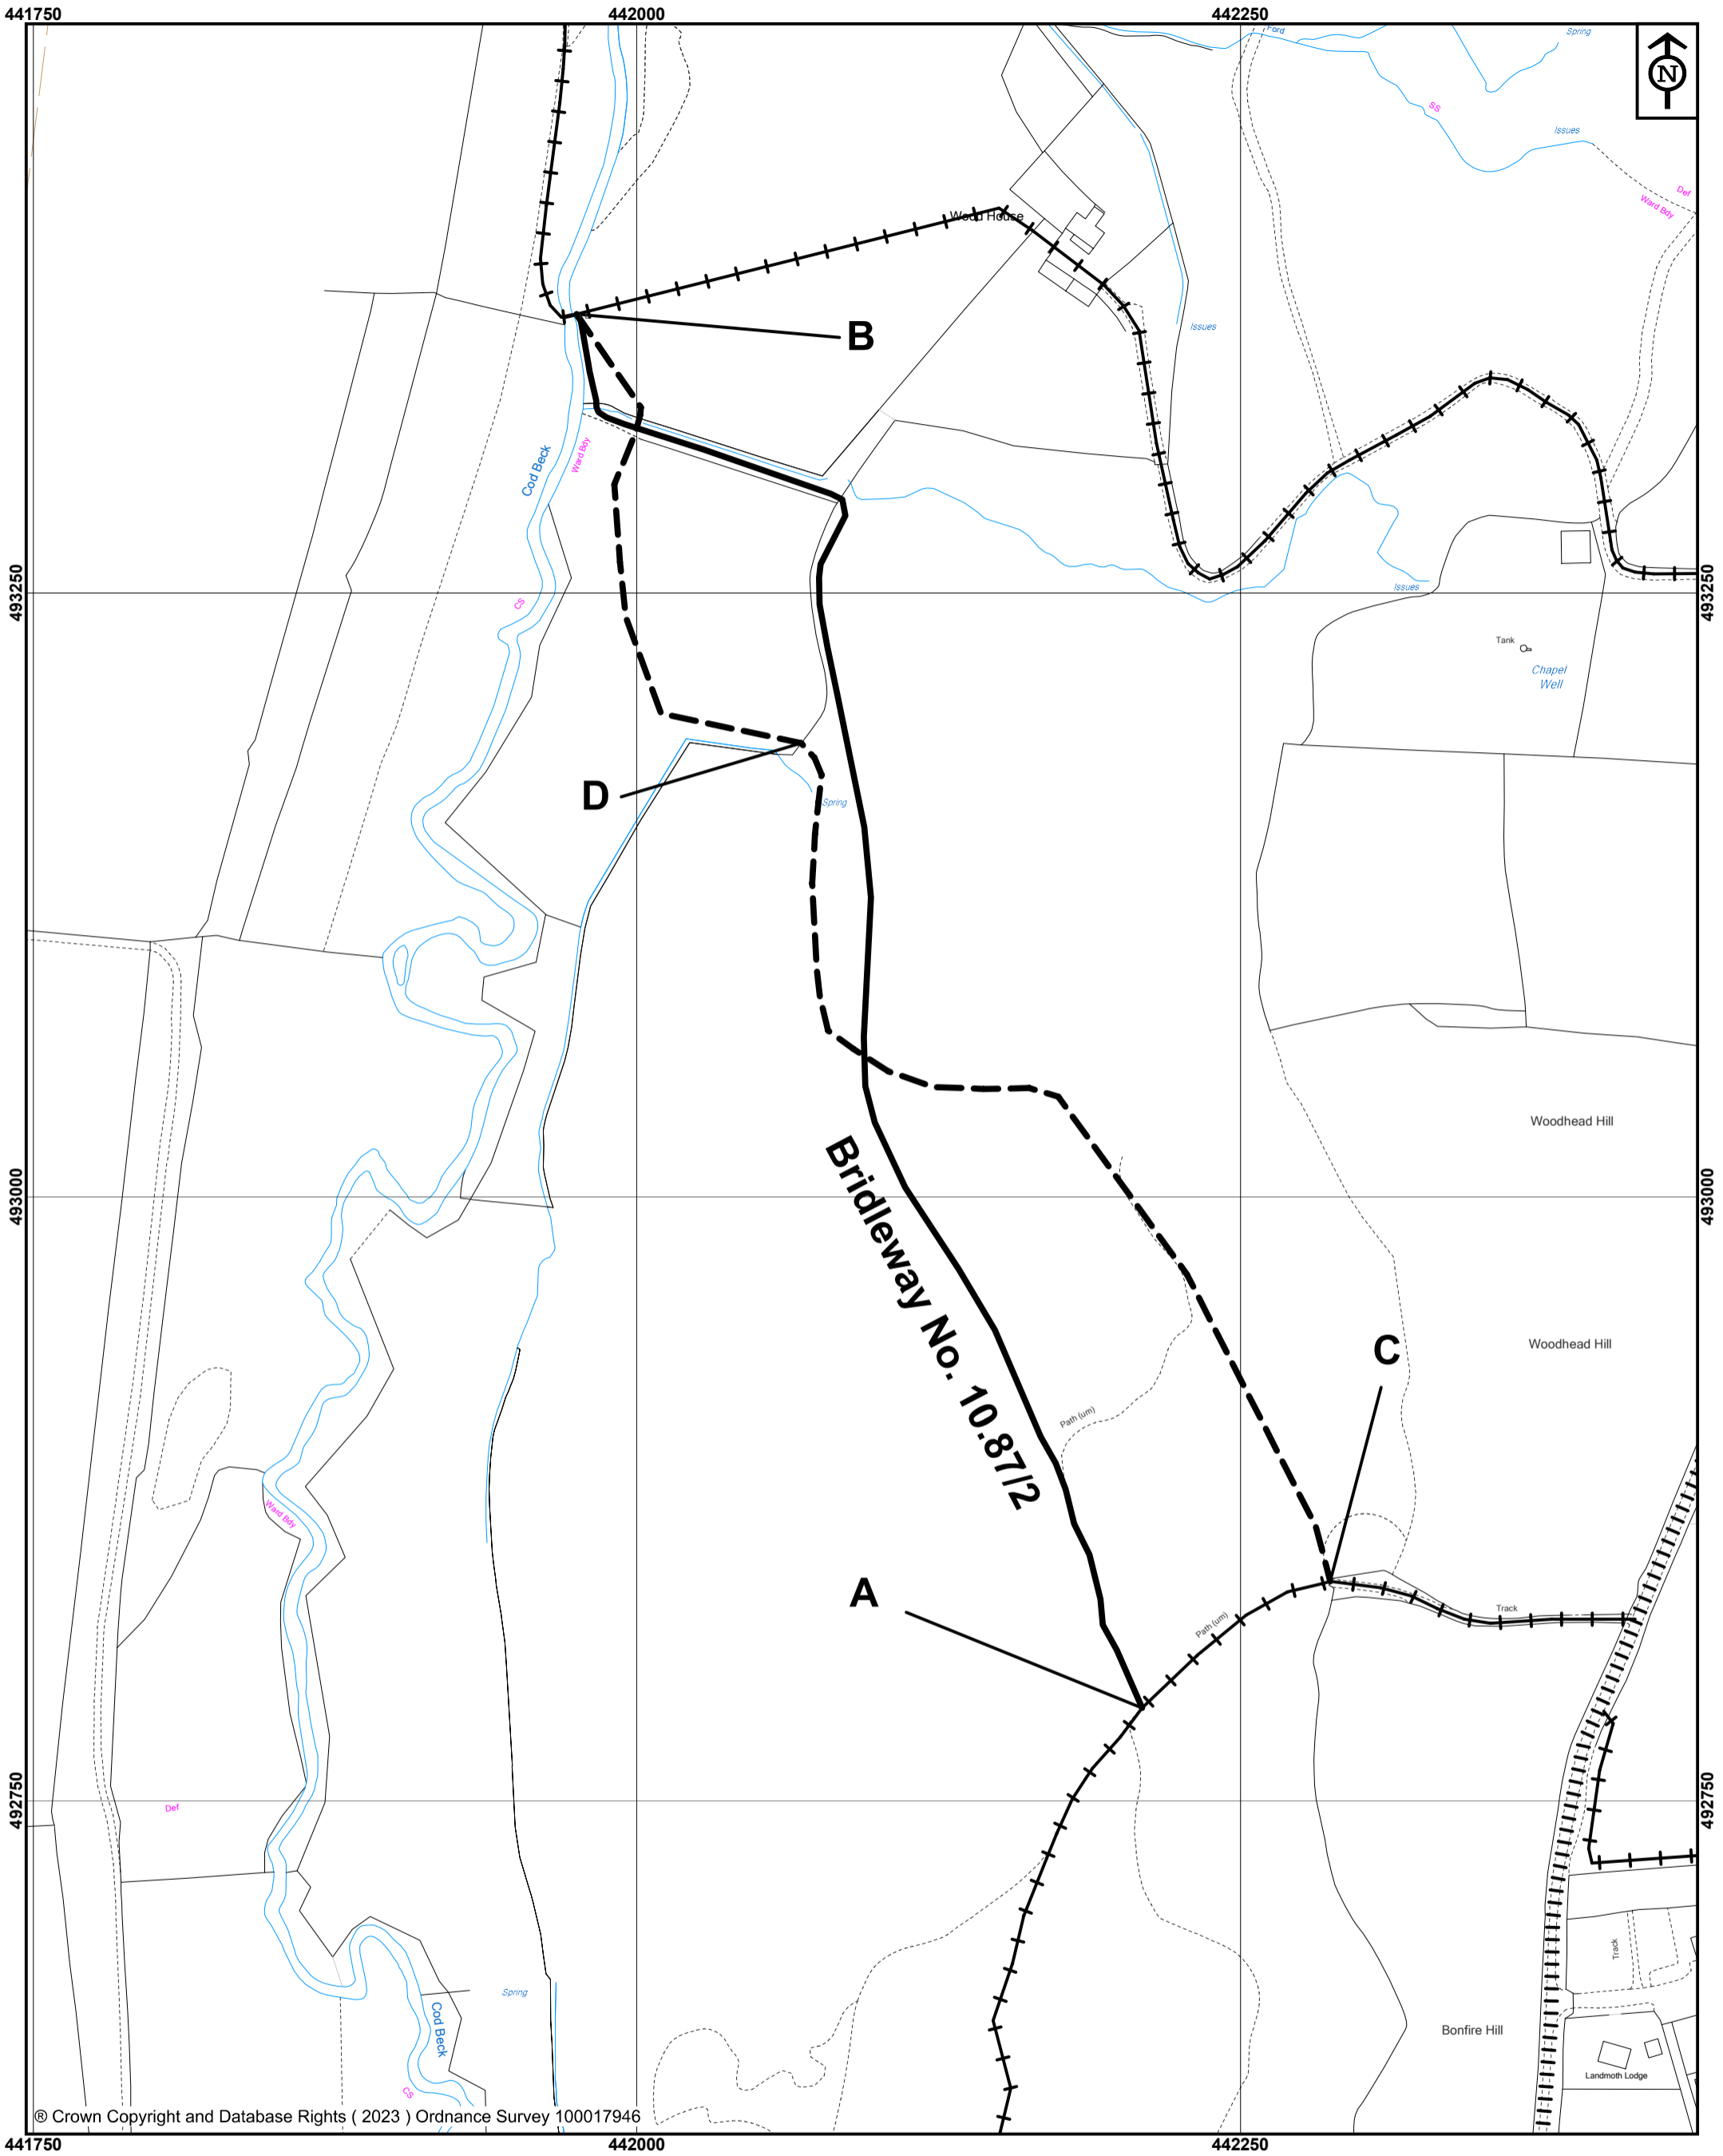 441750
442000
442250
Ford
Spring
N
SS
Issues
Def
Ward Bdy
Wood House
B
Issues
Cod Beck
Ward Bdy
493250
493250
CS
Issues
Tank
Chapel
Well
D
Spring
Woodhead Hill
493000
493000
Bridleway No. 10.87/2
Woodhead Hill
C
Path (um)
Ward Bdy
A
Path (um)
Track
492750
492750
Def
Track
Spring
Cod Beck
Bonfire Hill
Landmoth Lodge
CS
® Crown Copyright and Database Rights ( 2023 ) Ordnance Survey 100017946
441750
442000
442250